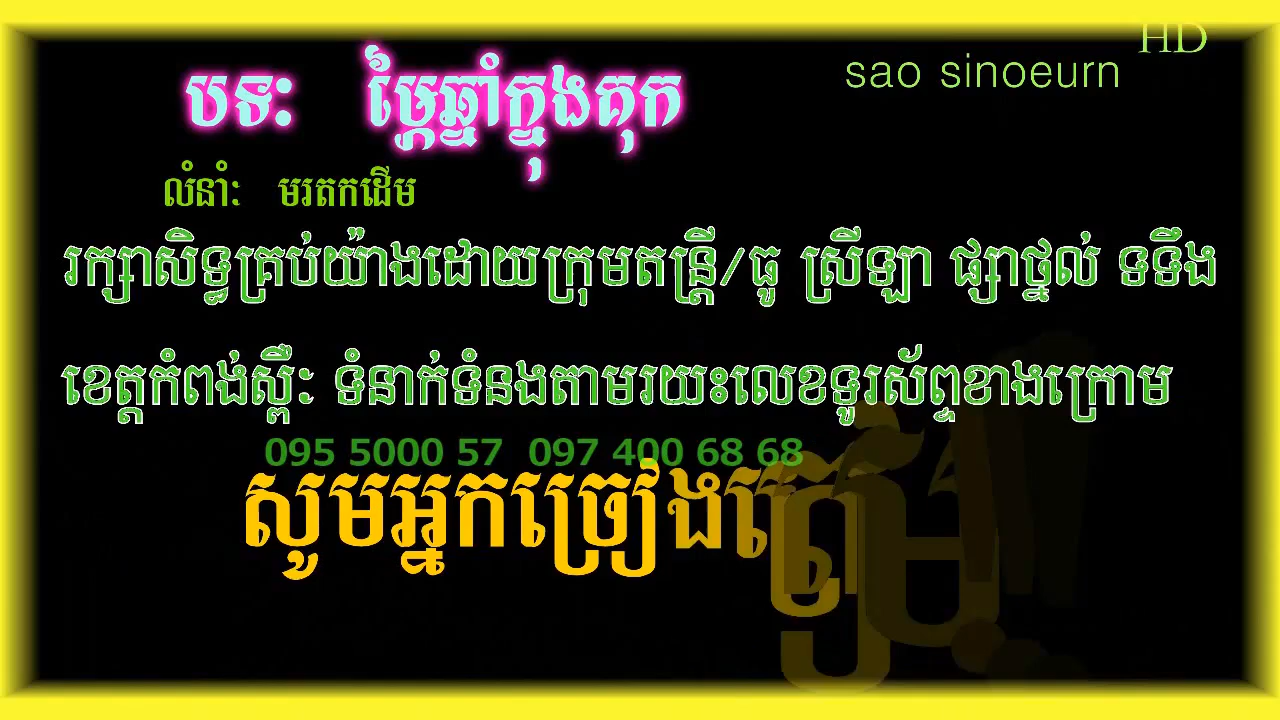 HD
sao sinoeurn
បទ៖ ម្ភៃឆ្នាំក្នុងគុក
លំនាំ៖ មរតកដើម
រក្សាសិទ្ធគ្រប់យ៉ាងដោយក្រុមតន្ត្រី/ធូ ស្រីឡា ផ្សាថ្នល់ ទទឹង
ខេត្តកំពង់ស្ពឺ៖ ទំនាក់ទំនងតាមរយះលេខទូរស័ព្ទខាងក្រោម
095 5000 57 097 400 68 68
សូមអ្នកច្រៀងត្រៀម